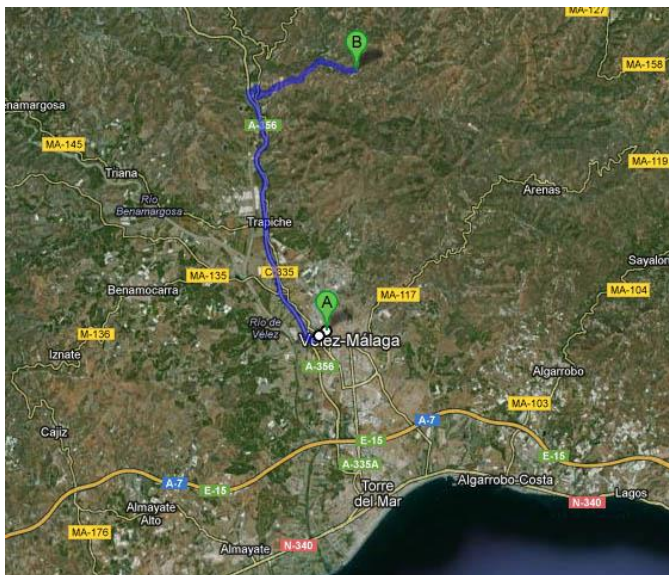 MA-127
B
MA-158
enamargosa
A-356
MA-145
MA-119
Triana
Arenas
Río
Benamargosa
Trapiche
Sayalon
MA-135
C-335
Benamocarra
MA-117
MA-104
A
M-136
Río de
Vélez
Vélez-Málaga
Iznate
A-356
Algarrobo
MA-103
A-7
Cajiz
E-15
E-15
A-335A
A-7
E-15
Torre
del Mar
Algarrobo-Costa
Lagos
N-340
Almayate
Alto
MA-176
N-340
Almayate